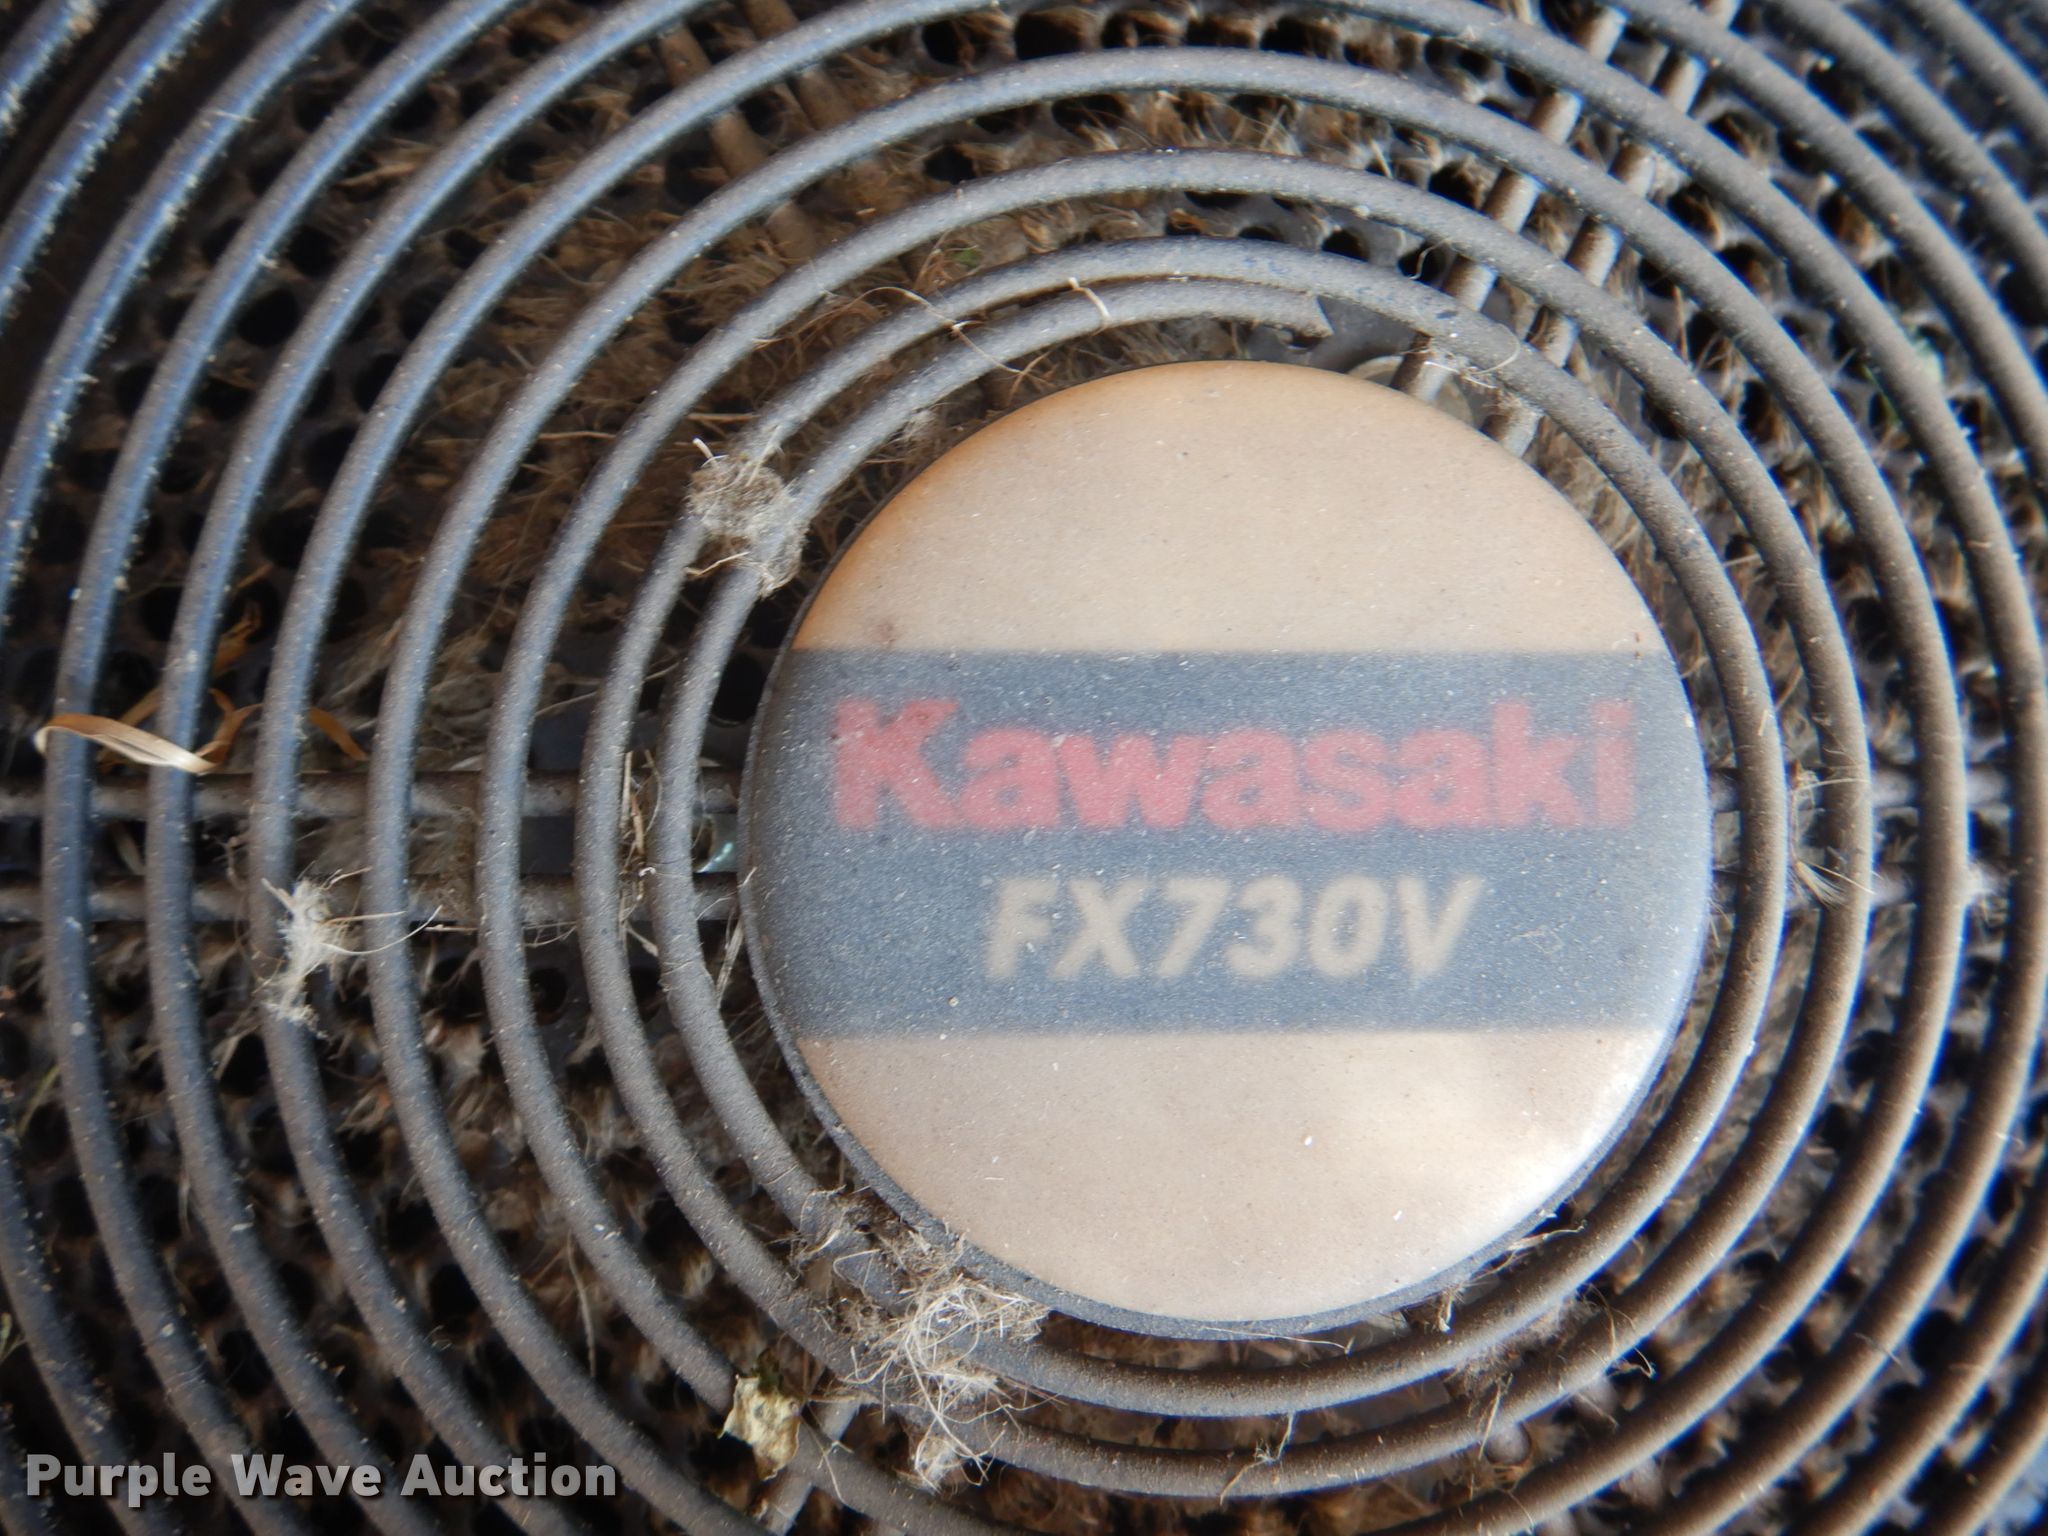 Kawasaki
FX730V
Purple Wave Auction